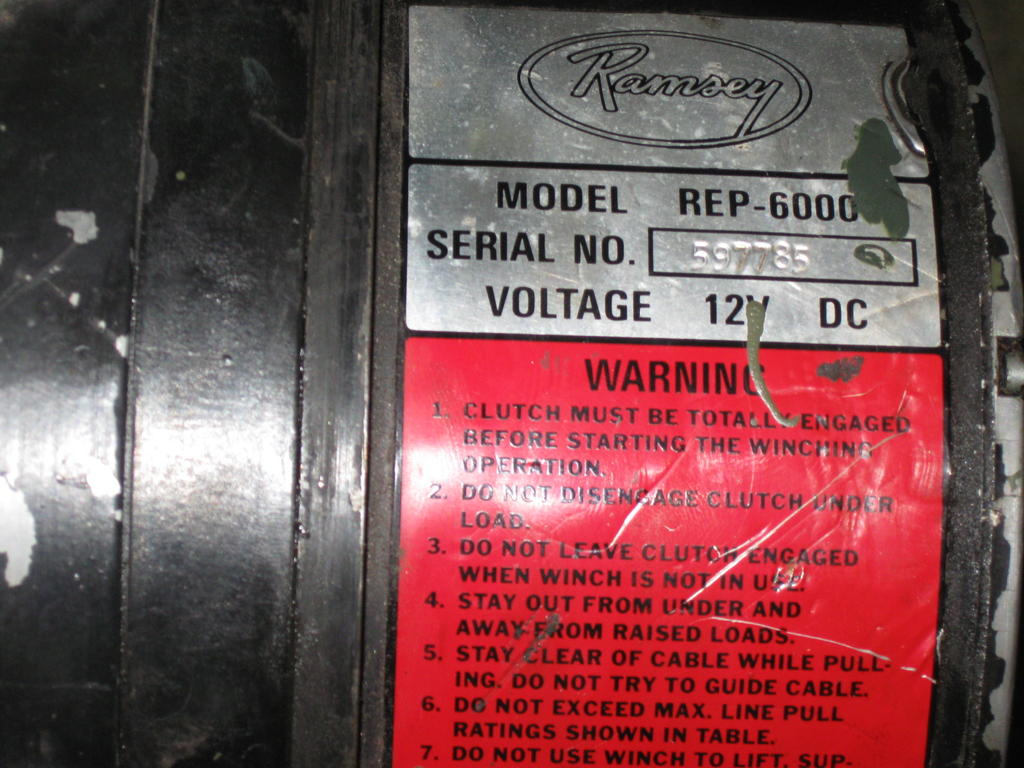 Ramsey
MODEL REP-6000
SERIAL NO. 597785
VOLTAGE 12V DC
WARNING
1. CLUTCH MUST BE TOTALLY ENGAGED
BEFORE STARTING THE WINCHING
OPERATION.
2. DO NOT DISENGAGE CLUTCH UNDER
LOAD.
3. DO NOT LEAVE CLUTCH ENGAGED
WHEN WINCH IS NOT IN USE.
4. STAY OUT FROM UNDER AND
AWAY FROM RAISED LOADS.
5. STAY CLEAR OF CABLE WHILE PULL-
ING. DO NOT TRY TO GUIDE CABLE.
6. DO NOT EXCEED MAX. LINE PULL
RATINGS SHOWN IN TABLE.
7. DO NOT USE WINCH TO LIFT, SUP-